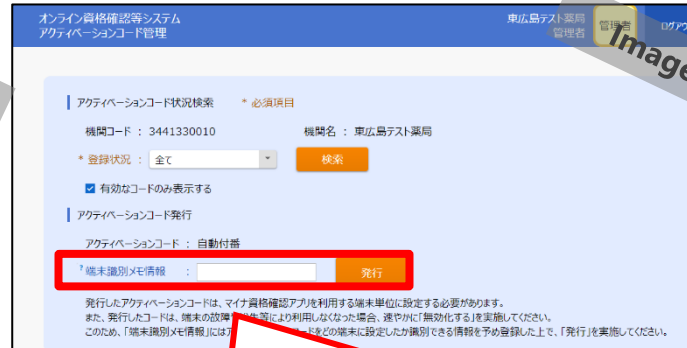 オンライン資格確認等システム
アクティベーションコード管理
東広島テスト薬局
管理者
管理者
ログアウ
Image
アクティベーションコード状況検索 * 必須項目
機関コード : 3441330010 機関名 : 東広島テスト薬局
* 登録状況 : 全て 検索
有効なコードのみ表示する
アクティベーションコード発行
アクティベーションコード : 自動付番
?端末識別メモ情報 : 発行
発行したアクティベーションコードは、マイナ資格確認アプリを利用する端末単位に設定する必要があります。
また、発行したコードは、端末の故障 失等により利用しなくなった場合、速やかに「無効化する」を実施してください。
このため、「端末識別メモ情報」にはア コードをどの端末に設定したか識別できる情報を予め登録した上で、「発行」を実施してください。